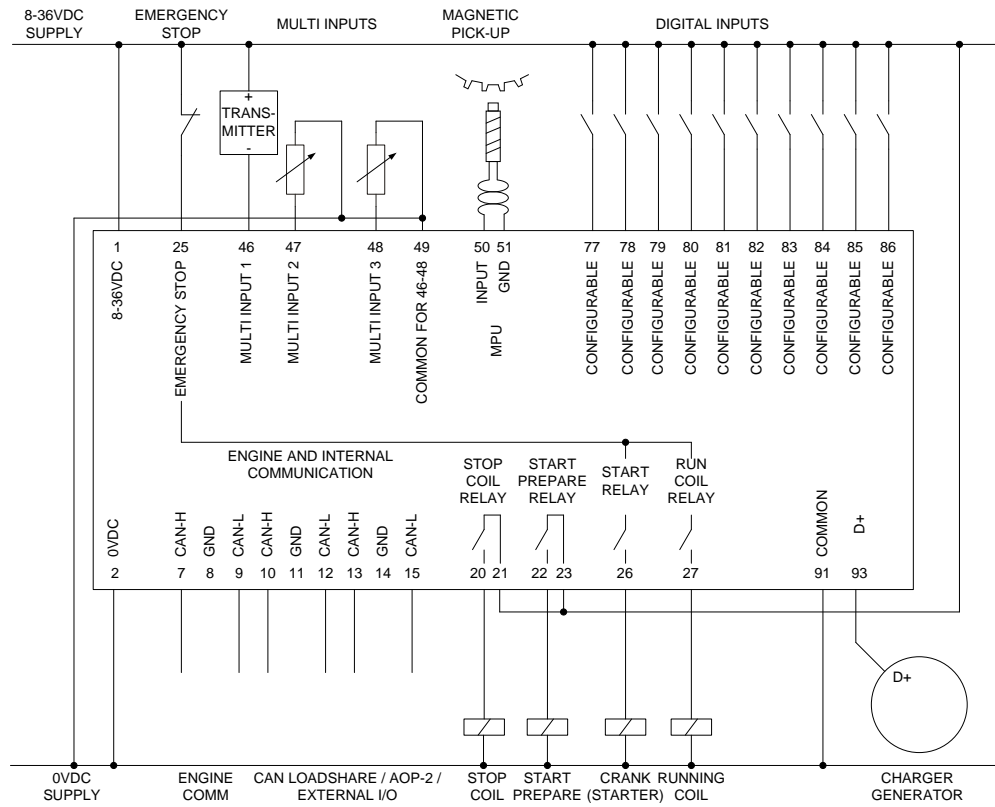 8-36VDC
SUPPLY
EMERGENCY
STOP
MULTI INPUTS
MAGNETIC
PICK-UP
DIGITAL INPUTS
+
TRANS-
MITTER
-
1
25
46
47
48
49
50
51
77
78
79
80
81
82
83
84
85
86
8-36VDC
EMERGENCY STOP
MULTI INPUT 1
MULTI INPUT 2
MULTI INPUT 3
COMMON FOR 46-48
INPUT
GND
MPU
CONFIGURABLE
CONFIGURABLE
CONFIGURABLE
CONFIGURABLE
CONFIGURABLE
CONFIGURABLE
CONFIGURABLE
CONFIGURABLE
CONFIGURABLE
CONFIGURABLE
ENGINE AND INTERNAL
COMMUNICATION
STOP
COIL
RELAY
START
PREPARE
RELAY
START
RELAY
RUN
COIL
RELAY
0VDC
CAN-H
GND
CAN-L
CAN-H
GND
CAN-L
CAN-H
GND
CAN-L
COMMON
D+
2
7
8
9
10
11
12
13
14
15
20
21
22
23
26
27
91
93
D+
0VDC
SUPPLY
ENGINE
COMM
CAN LOADSHARE / AOP-2 /
EXTERNAL I/O
STOP
COIL
START
PREPARE
CRANK
(STARTER)
RUNNING
COIL
CHARGER
GENERATOR